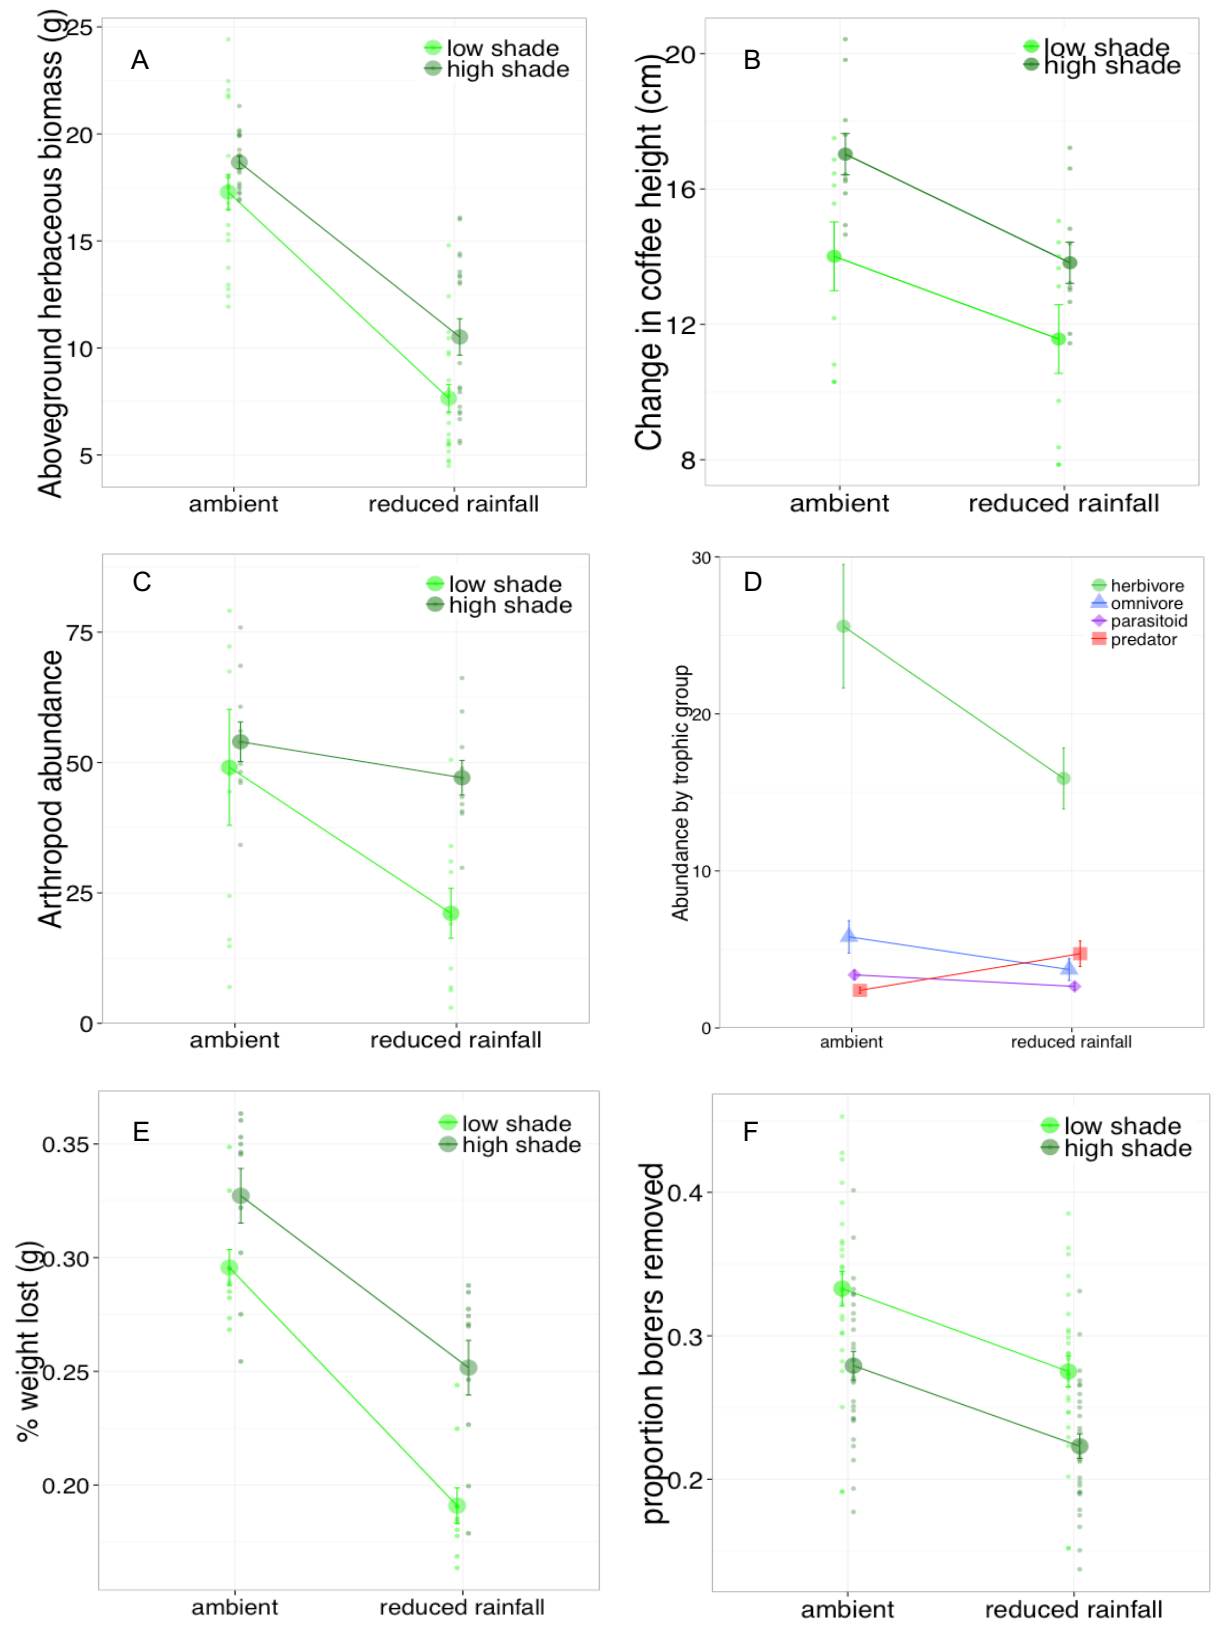 Aboveground herbaceous biomass (g)
25
20
15
10
5
A
low shade
high shade
ambient
reduced rainfall
Change in coffee height (cm)
20
16
12
8
B
low shade
high shade
ambient
reduced rainfall
Arthropod abundance
75
50
25
0
C
low shade
high shade
ambient
reduced rainfall
Abundance by trophic group
30
20
10
0
D
herbivore
omnivore
parasitoid
predator
ambient
reduced rainfall
% weight lost (g)
0.35
0.30
0.25
0.20
E
low shade
high shade
ambient
reduced rainfall
proportion borers removed
0.4
0.3
0.2
F
low shade
high shade
ambient
reduced rainfall